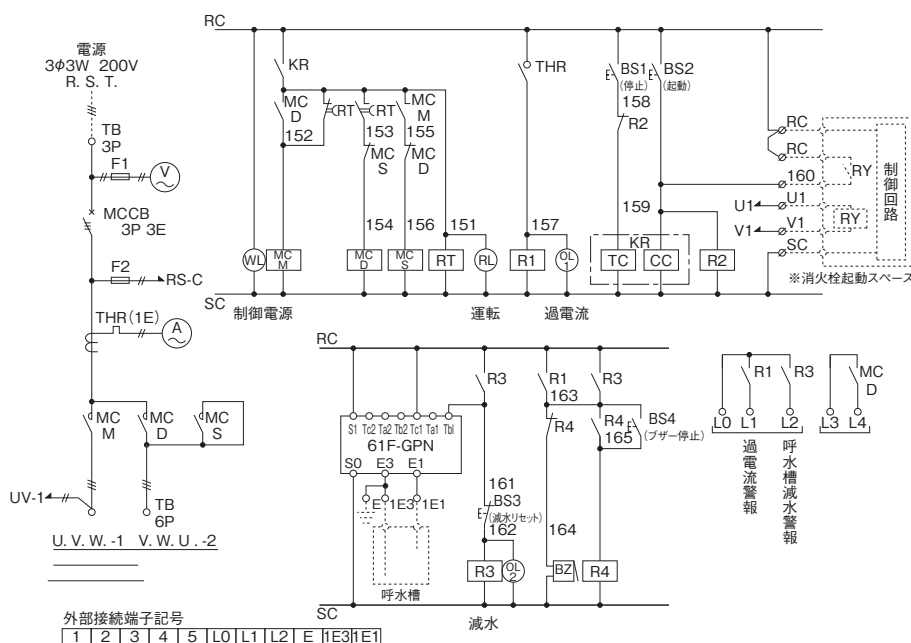 電源
3φ3W 200V
R. S. T.
TB
3P
F1
V
MCCB
3P 3E
F2
RS-C
THR(1E)
A
MC
M
MC
D
MC
S
UV-1
TB
6P
U. V. W. -1 V. W. U . -2
外部接続端子記号
1 2 3 4 5 L0 L1 L2 E 1E3 1E1
RC
KR
MC
D
152
RT
RT
153
MC
S
154
MC
M
155
MC
D
156
151
WL
MC
M
MC
D
MC
S
RT
RL
SC
制御電源
運転
THR
157
R1
OL
1
過電流
BS1
(停止)
158
R2
BS2
(起動)
159
KR
TC
CC
R2
RC
RC
160
U1
U1
V1
V1
SC
RY
RY
制御回路
※消火栓起動スペース
RC
S1 Tc2 Ta2 Tb2 Tc1 Ta1 Tbl
61F-GPN
S0 E3 E1
E 1E3 1E1
呼水槽
R3
161
BS3
(減水リセット)
162
R3
OL
2
減水
R1
163
R4
164
BZ
R3
R4
165
BS4
(ブザー停止)
R4
SC
R1
R3
L0 L1 L2
過電流警報
呼水槽減水警報
MC
D
L3 L4